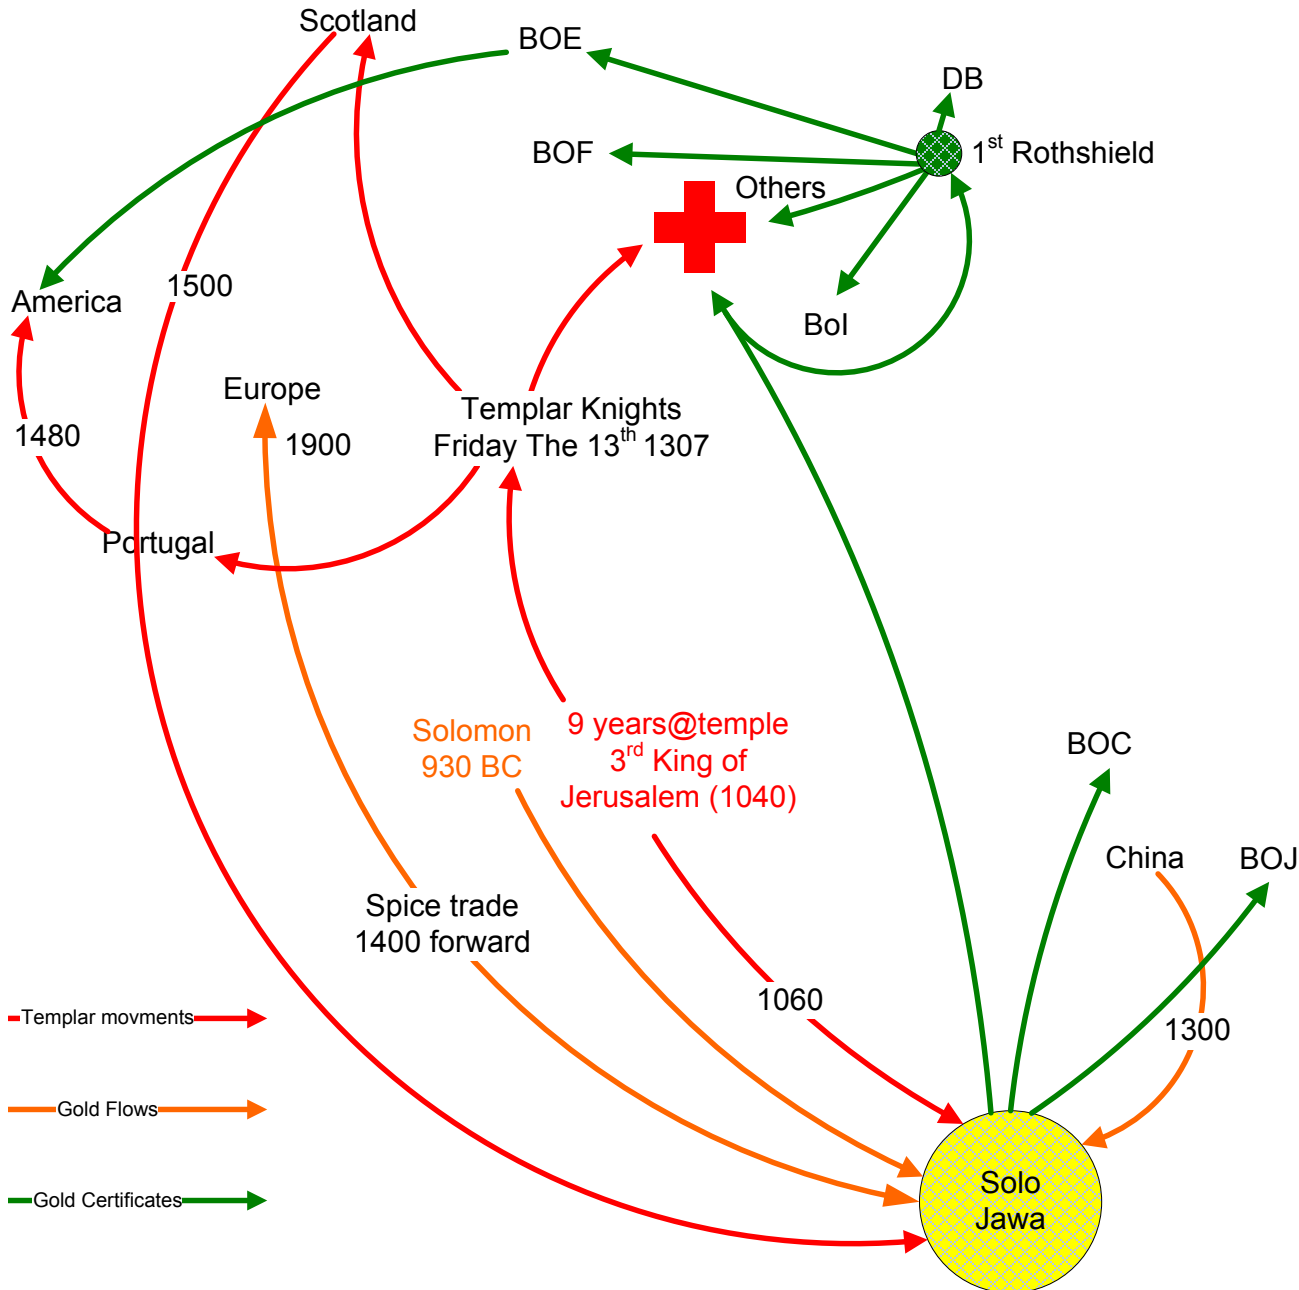 Scotland
BOE
DB
1st Rothshield
BOF
Others
BoI
America
1500
Europe
1900
1480
Templar Knights
Friday The 13th 1307
Portugal
Solomon
930 BC
9 years@temple
3rd King of
Jerusalem (1040)
BOC
China
BOJ
Spice trade
1400 forward
1060
1300
Templar movments
Gold Flows
Gold Certificates
Solo
Jawa